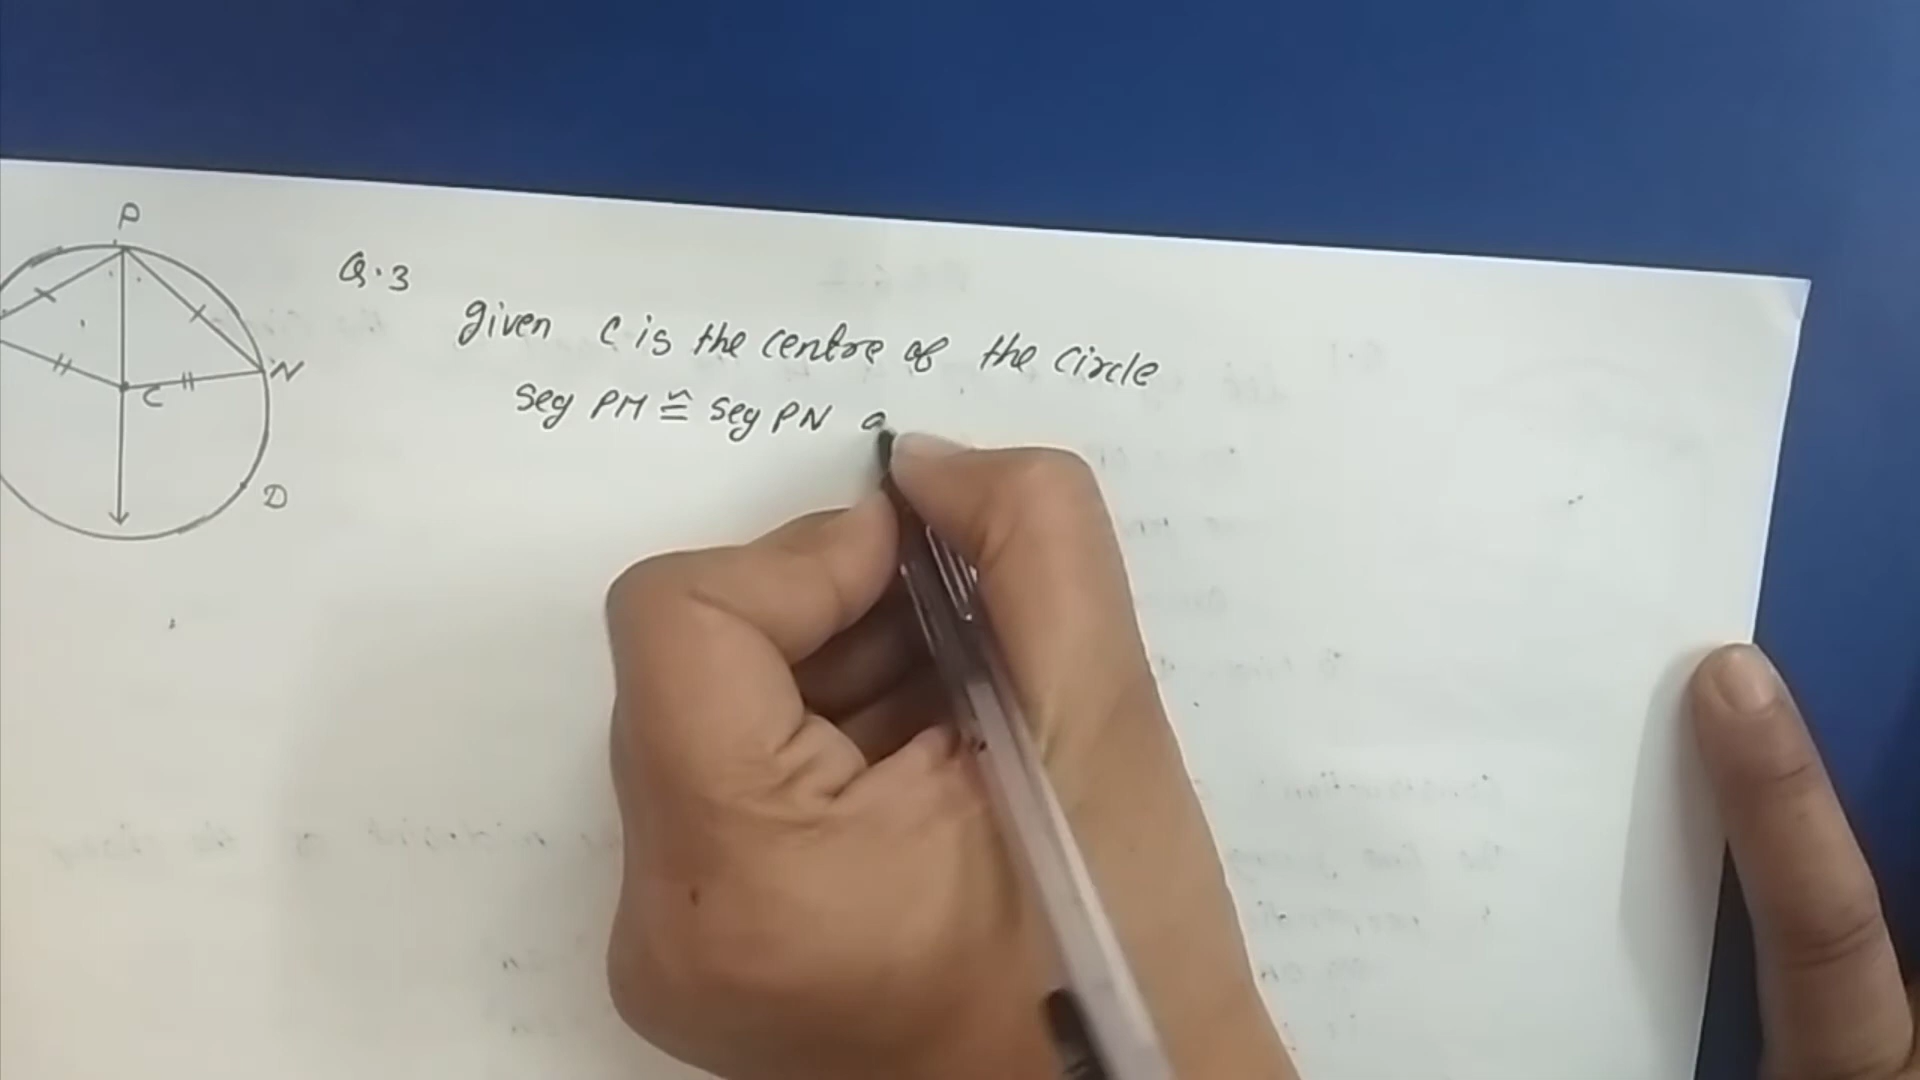 P
Q.3
given C is the centre of the circle
N
C
seg PM ≅ seg PN a
D